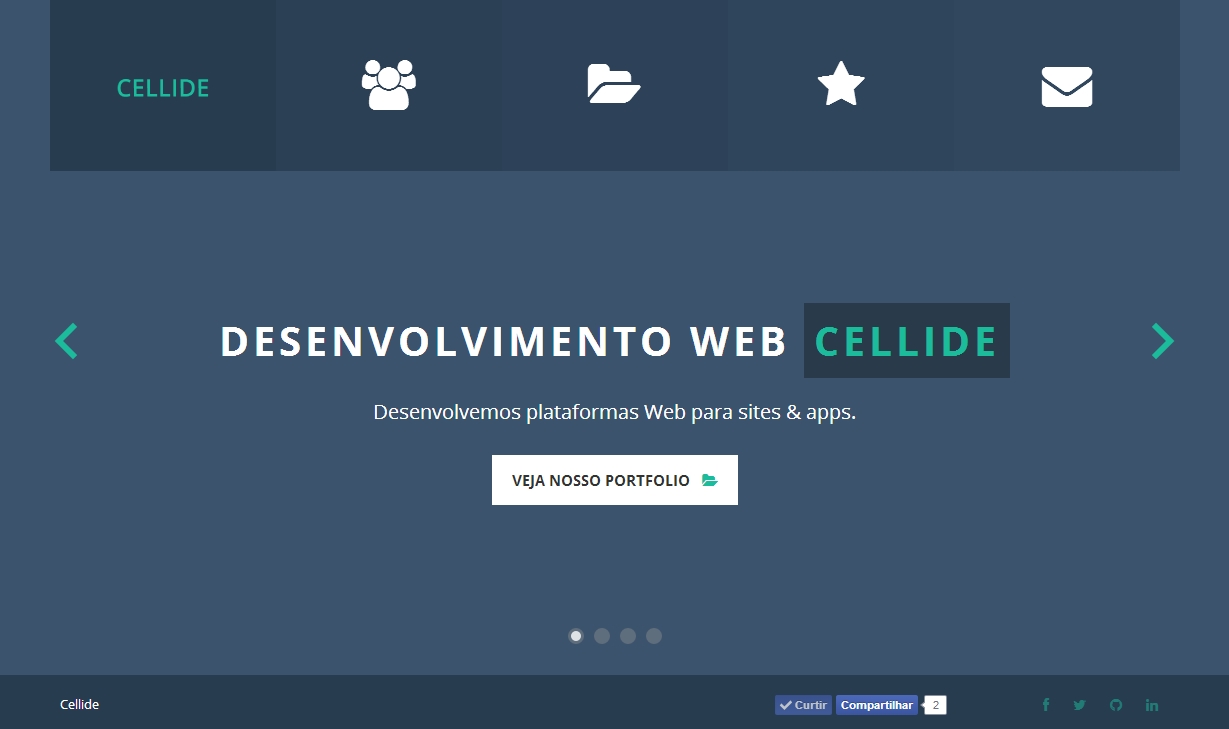 CELLIDE
DESENVOLVIMENTO WEB CELLIDE
Desenvolvemos plataformas Web para sites & apps.
VEJA NOSSO PORTFOLIO
Cellide
Curtir Compartilhar 2